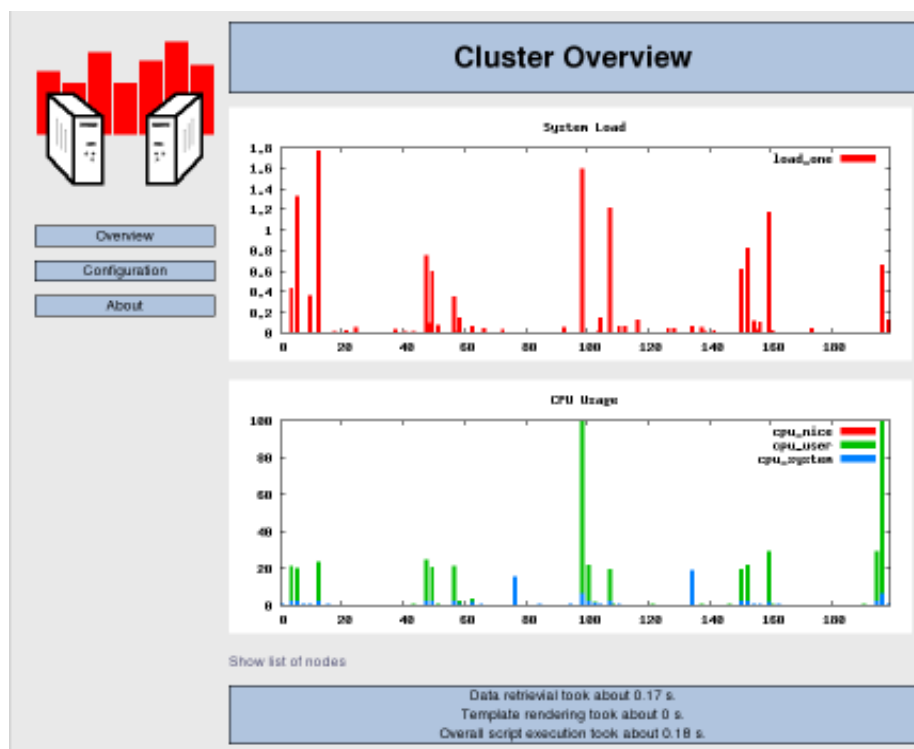 Cluster Overview
Overview
Configuration
About
System Load
load_one
1.8
1.6
1.4
1.2
1
0.8
0.6
0.4
0.2
0
0 20 40 60 80 100 120 140 160 180
CPU Usage
cpu_nice
cpu_user
cpu_system
100
80
60
40
20
0
0 20 40 60 80 100 120 140 160 180
Show list of nodes
Data retrievial took about 0.17 s.
Template rendering took about 0 s.
Overall script execution took about 0.18 s.